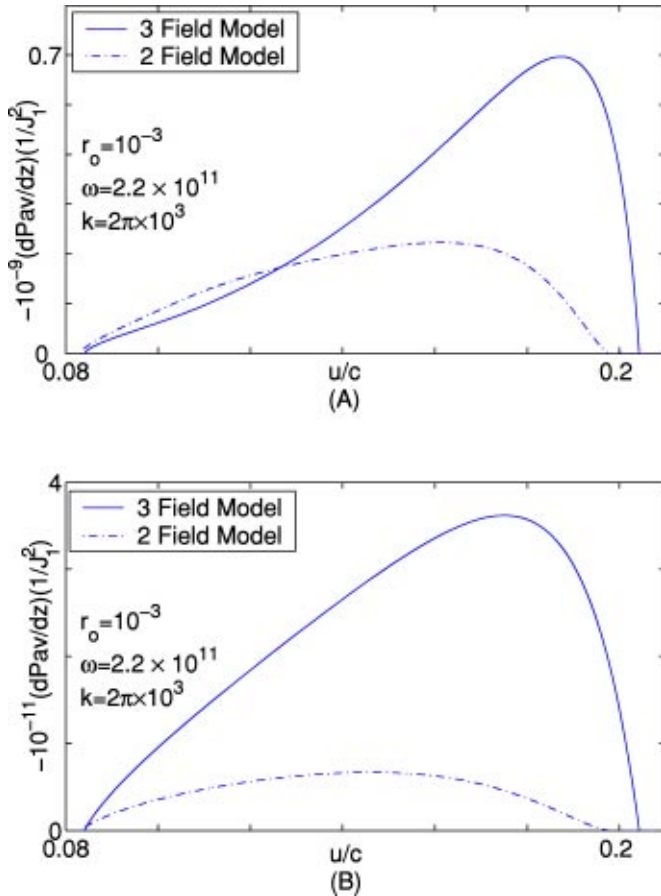 3 Field Model
2 Field Model
0.7
−10⁻⁹(dPav/dz)(1/J₁²)
rₒ=10⁻³
ω=2.2 × 10¹¹
k=2π×10³
0
0.08
u/c
0.2
(A)
4
3 Field Model
2 Field Model
−10⁻¹¹(dPav/dz)(1/J₁²)
rₒ=10⁻³
ω=2.2 × 10¹¹
k=2π×10³
0
0.08
u/c
0.2
(B)